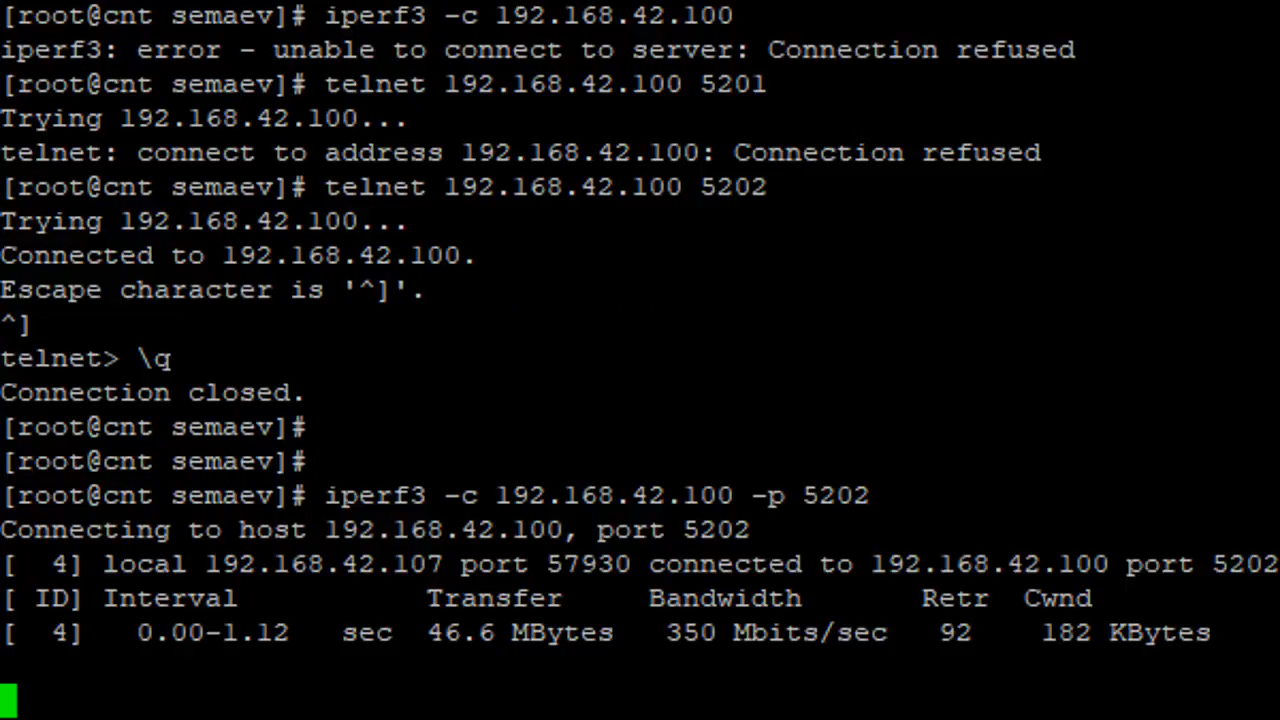 [root@cnt semaev]# iperf3 -c 192.168.42.100
iperf3: error - unable to connect to server: Connection refused
[root@cnt semaev]# telnet 192.168.42.100 5201
Trying 192.168.42.100...
telnet: connect to address 192.168.42.100: Connection refused
[root@cnt semaev]# telnet 192.168.42.100 5202
Trying 192.168.42.100...
Connected to 192.168.42.100.
Escape character is '^]'.
^]
telnet> \q
Connection closed.
[root@cnt semaev]#
[root@cnt semaev]#
[root@cnt semaev]# iperf3 -c 192.168.42.100 -p 5202
Connecting to host 192.168.42.100, port 5202
[  4] local 192.168.42.107 port 57930 connected to 192.168.42.100 port 5202
[ ID] Interval           Transfer     Bandwidth       Retr  Cwnd
[  4]   0.00-1.12   sec  46.6 MBytes   350 Mbits/sec   92    182 KBytes